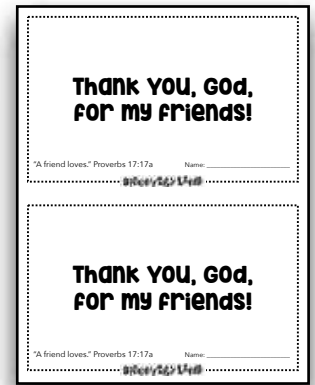 Thank you, God,
for my friends!
"A friend loves." Proverbs 17:17a Name:
Thank you, God,
for my friends!
"A friend loves." Proverbs 17:17a Name: